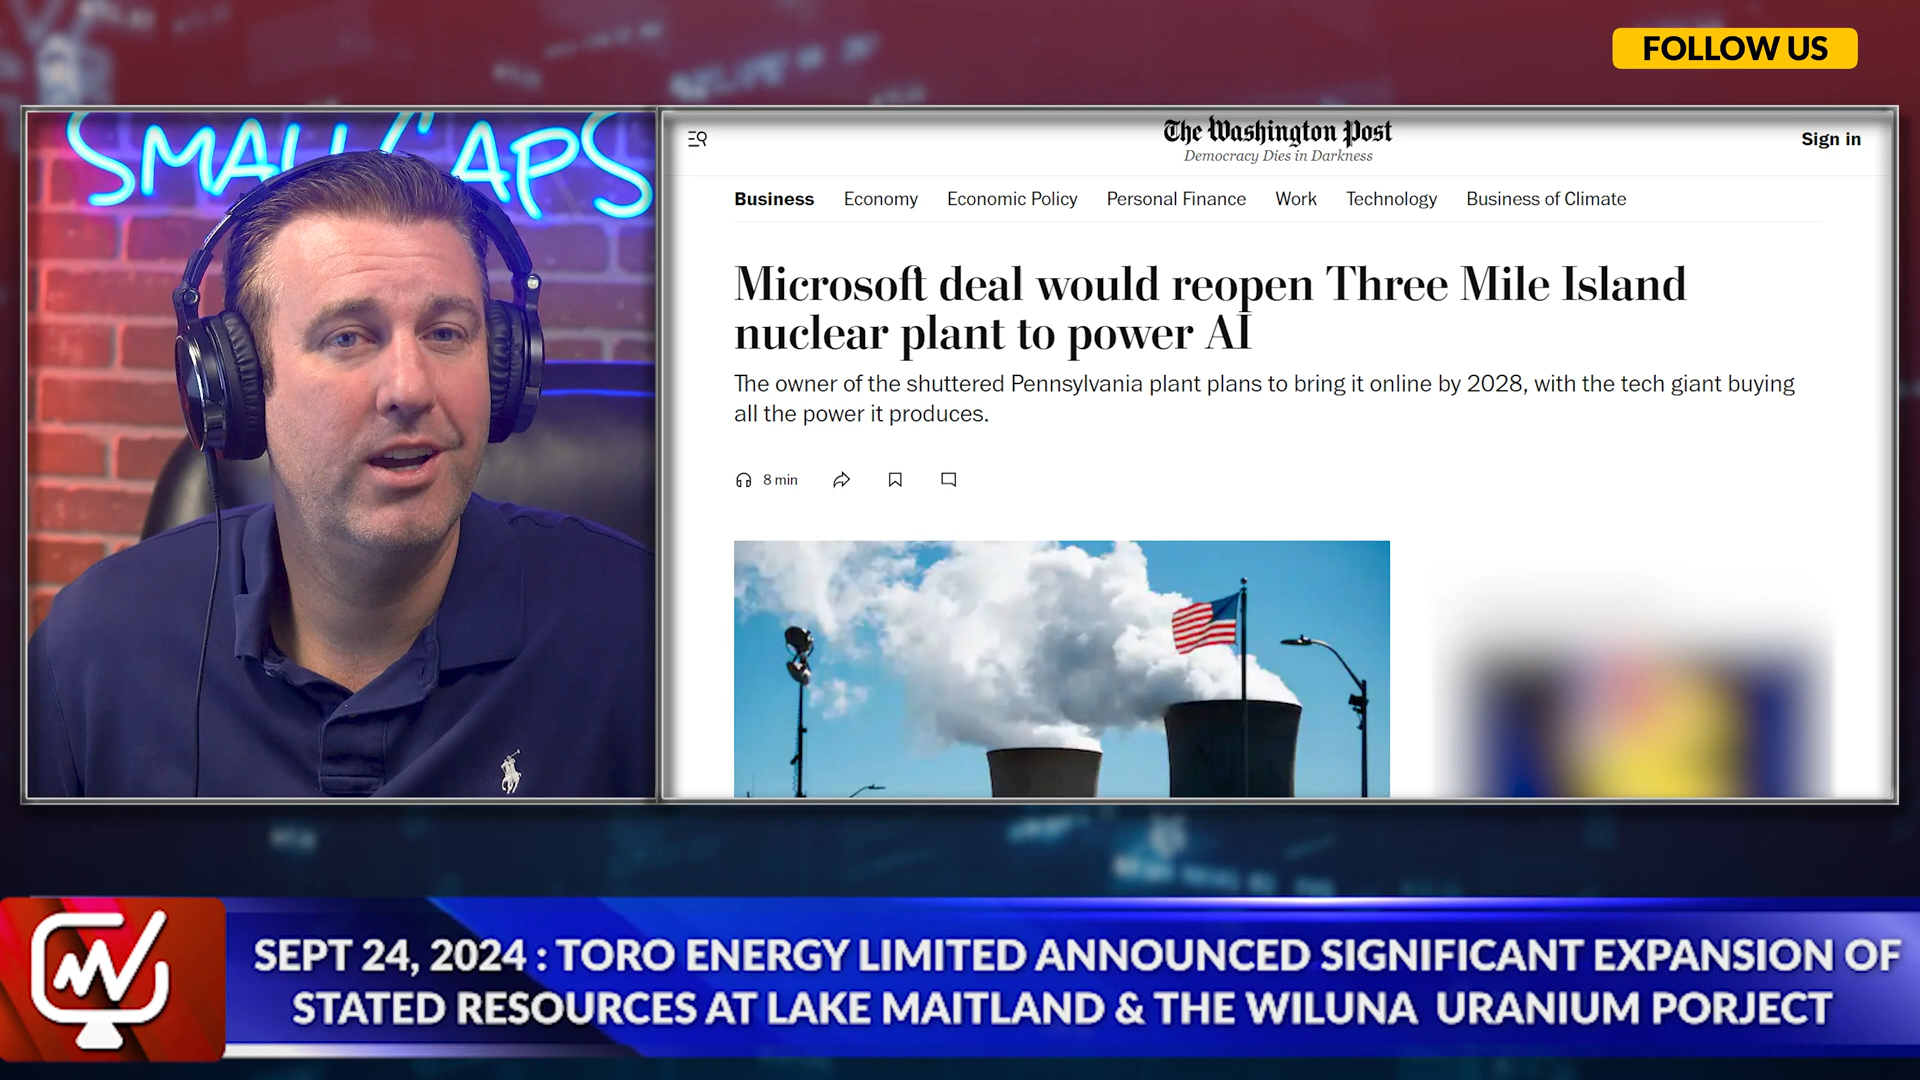 FOLLOW US
SMALL CAPS
The Washington Post
Democracy Dies in Darkness
Sign in
Business Economy Economic Policy Personal Finance Work Technology Business of Climate
Microsoft deal would reopen Three Mile Island
nuclear plant to power AI
The owner of the shuttered Pennsylvania plant plans to bring it online by 2028, with the tech giant buying
all the power it produces.
8 min
SEPT 24, 2024 : TORO ENERGY LIMITED ANNOUNCED SIGNIFICANT EXPANSION OF
STATED RESOURCES AT LAKE MAITLAND & THE WILUNA URANIUM PORJECT